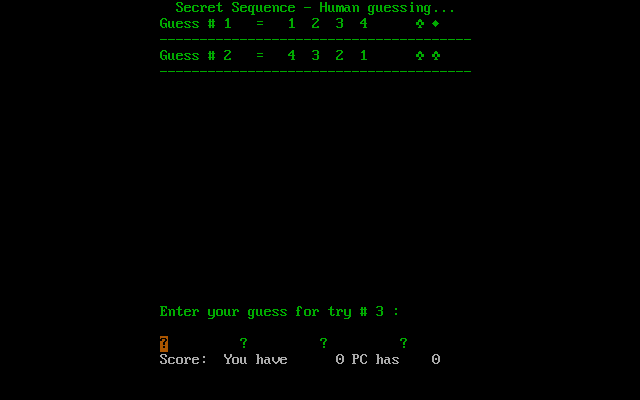 Secret Sequence - Human guessing...
Guess # 1 = 1 2 3 4 ♣ ♦
Guess # 2 = 4 3 2 1 ♣ ♣
Enter your guess for try # 3 :
? ? ? ?
Score: You have 0 PC has 0